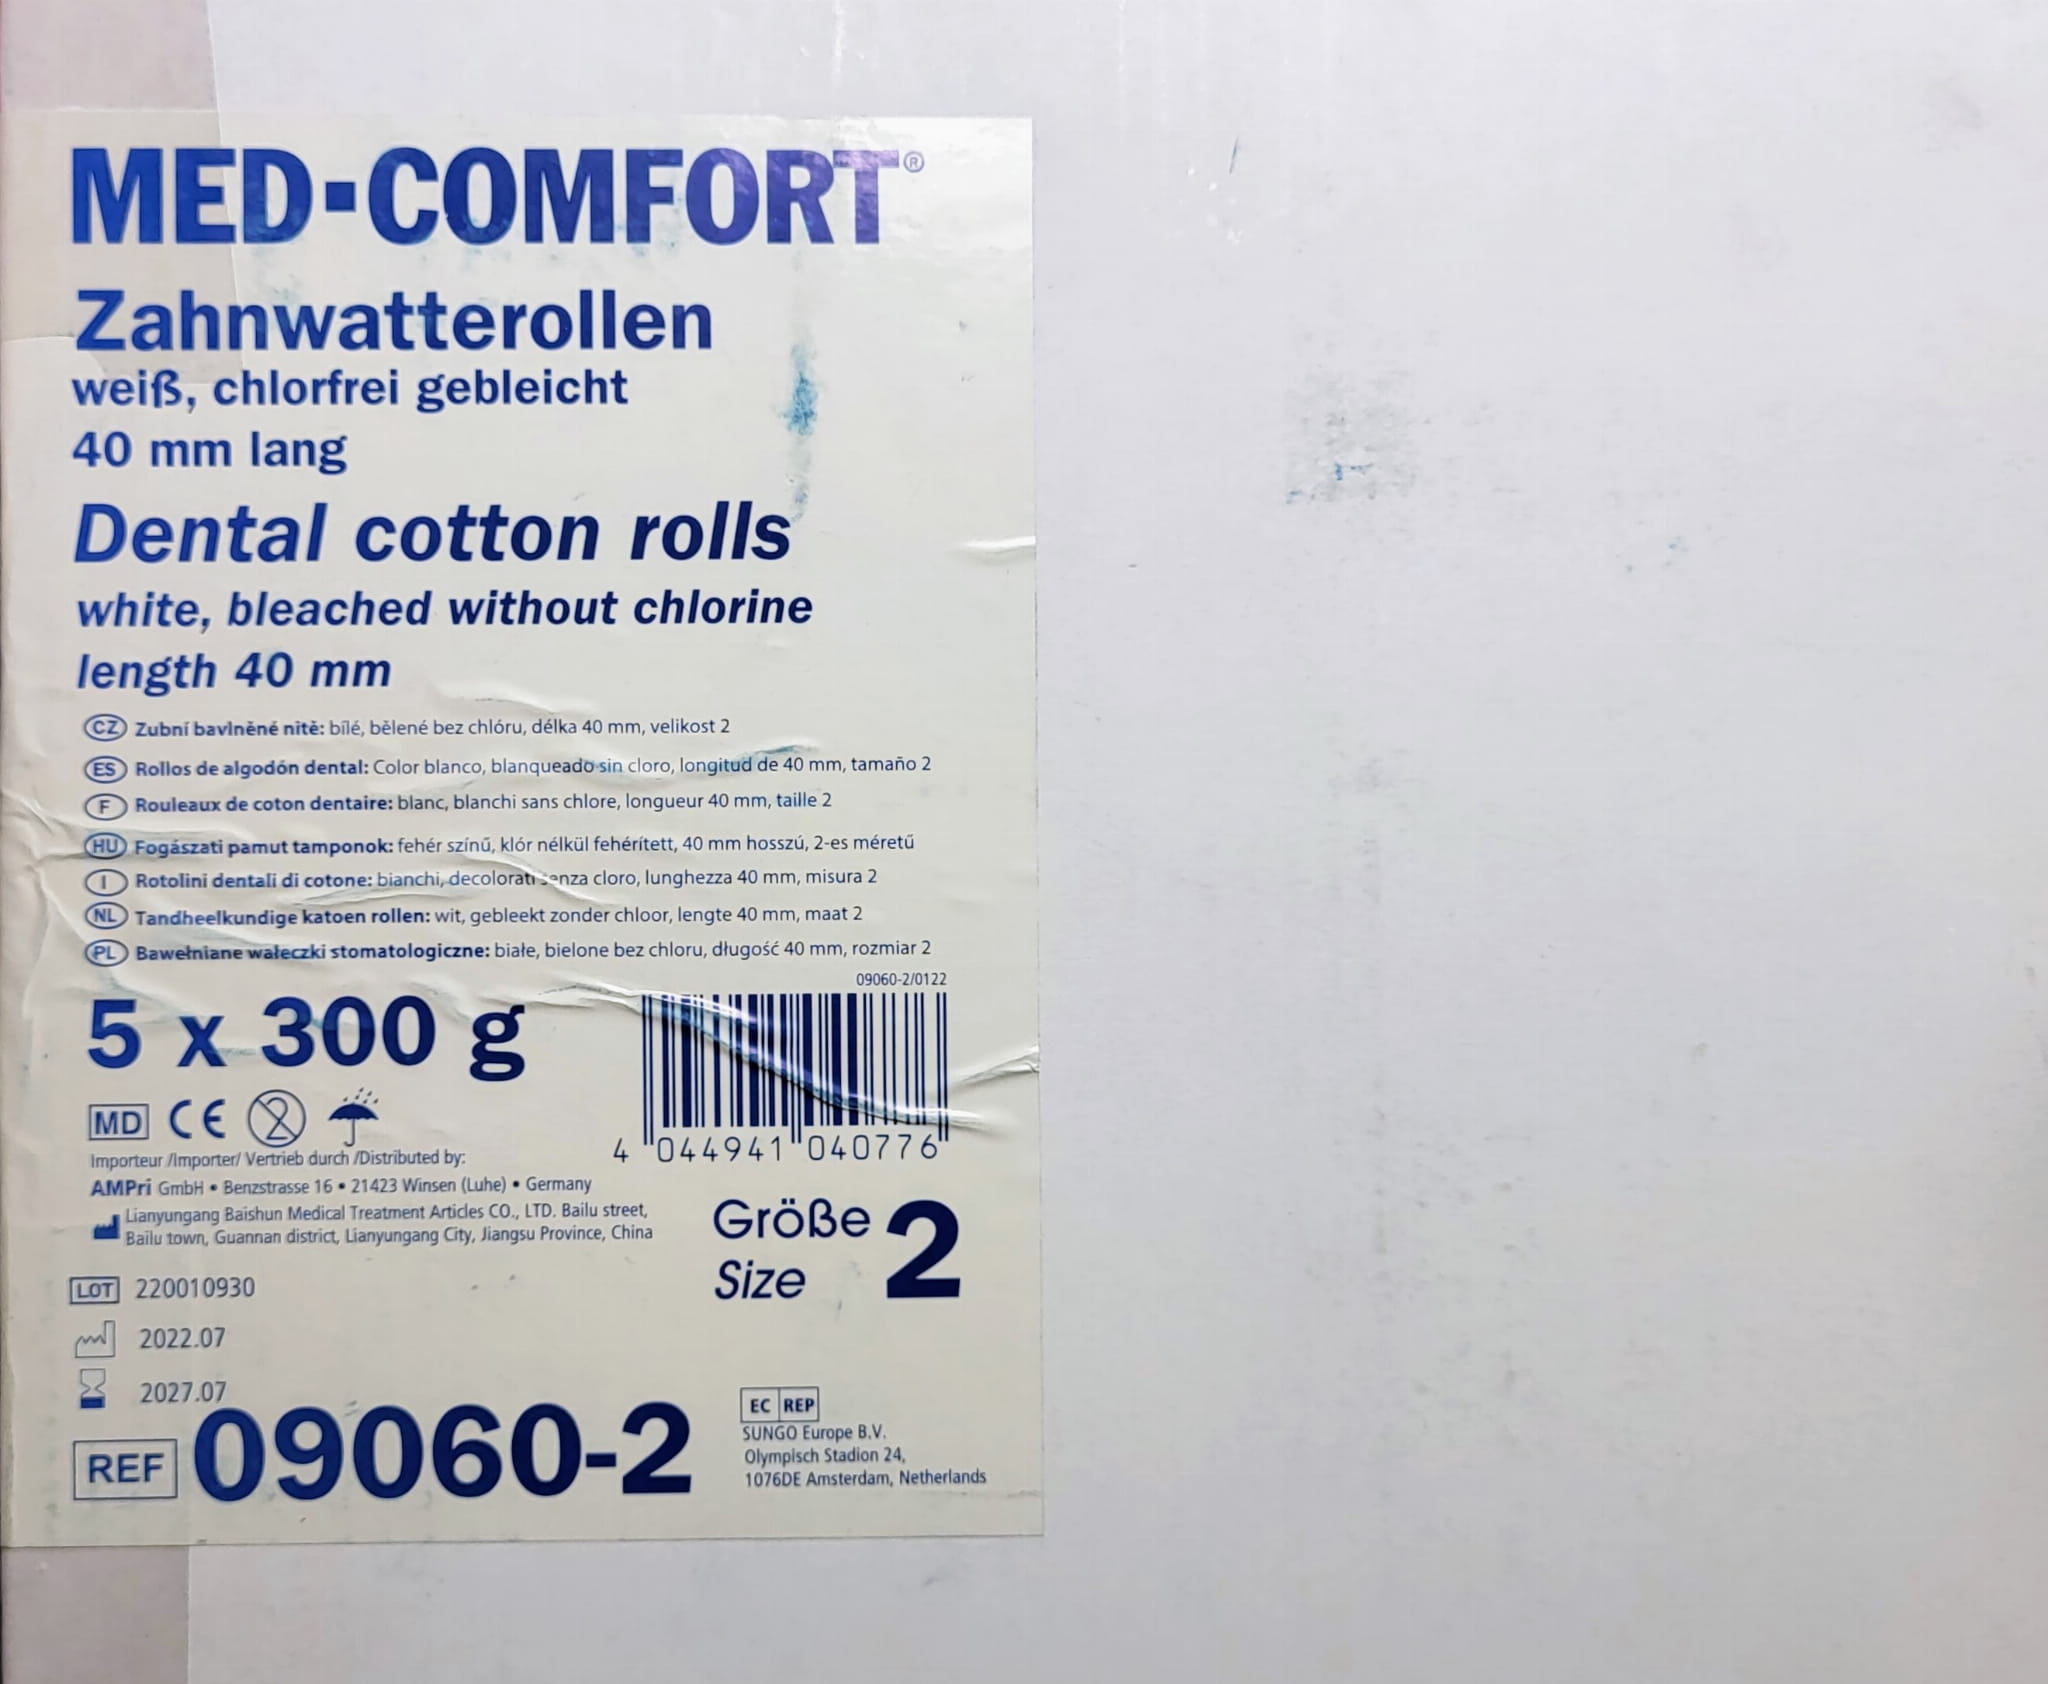 MED·COMFORT®
Zahnwatterollen
weiß, chlorfrei gebleicht
40 mm lang
Dental cotton rolls
white, bleached without chlorine
length 40 mm
CZ Zubní bavlněné nitě: bílé, bělené bez chlóru, délka 40 mm, velikost 2
ES Rollos de algodón dental: Color blanco, blanqueado sin cloro, longitud de 40 mm, tamaño 2
F Rouleaux de coton dentaire: blanc, blanchi sans chlore, longueur 40 mm, taille 2
HU Fogászati pamut tamponok: fehér színű, klór nélkül fehérített, 40 mm hosszú, 2-es méretű
I Rotolini dentali di cotone: bianchi, decolorati senza cloro, lunghezza 40 mm, misura 2
NL Tandheelkundige katoen rollen: wit, gebleekt zonder chloor, lengte 40 mm, maat 2
PL Bawełniane wałeczki stomatologiczne: białe, bielone bez chloru, długość 40 mm, rozmiar 2
09060-2/0122
5 x 300 g
4 044941 040776
MD CE 2
Importeur /Importer/ Vertrieb durch /Distributed by:
AMPri GmbH • Benzstrasse 16 • 21423 Winsen (Luhe) • Germany
Lianyungang Baishun Medical Treatment Articles CO., LTD. Bailu street,
Bailu town, Guannan district, Lianyungang City, Jiangsu Province, China
Größe 2
Size
LOT 220010930
2022.07
2027.07
REF 09060-2
EC REP
SUNGO Europe B.V.
Olympisch Stadion 24,
1076DE Amsterdam, Netherlands